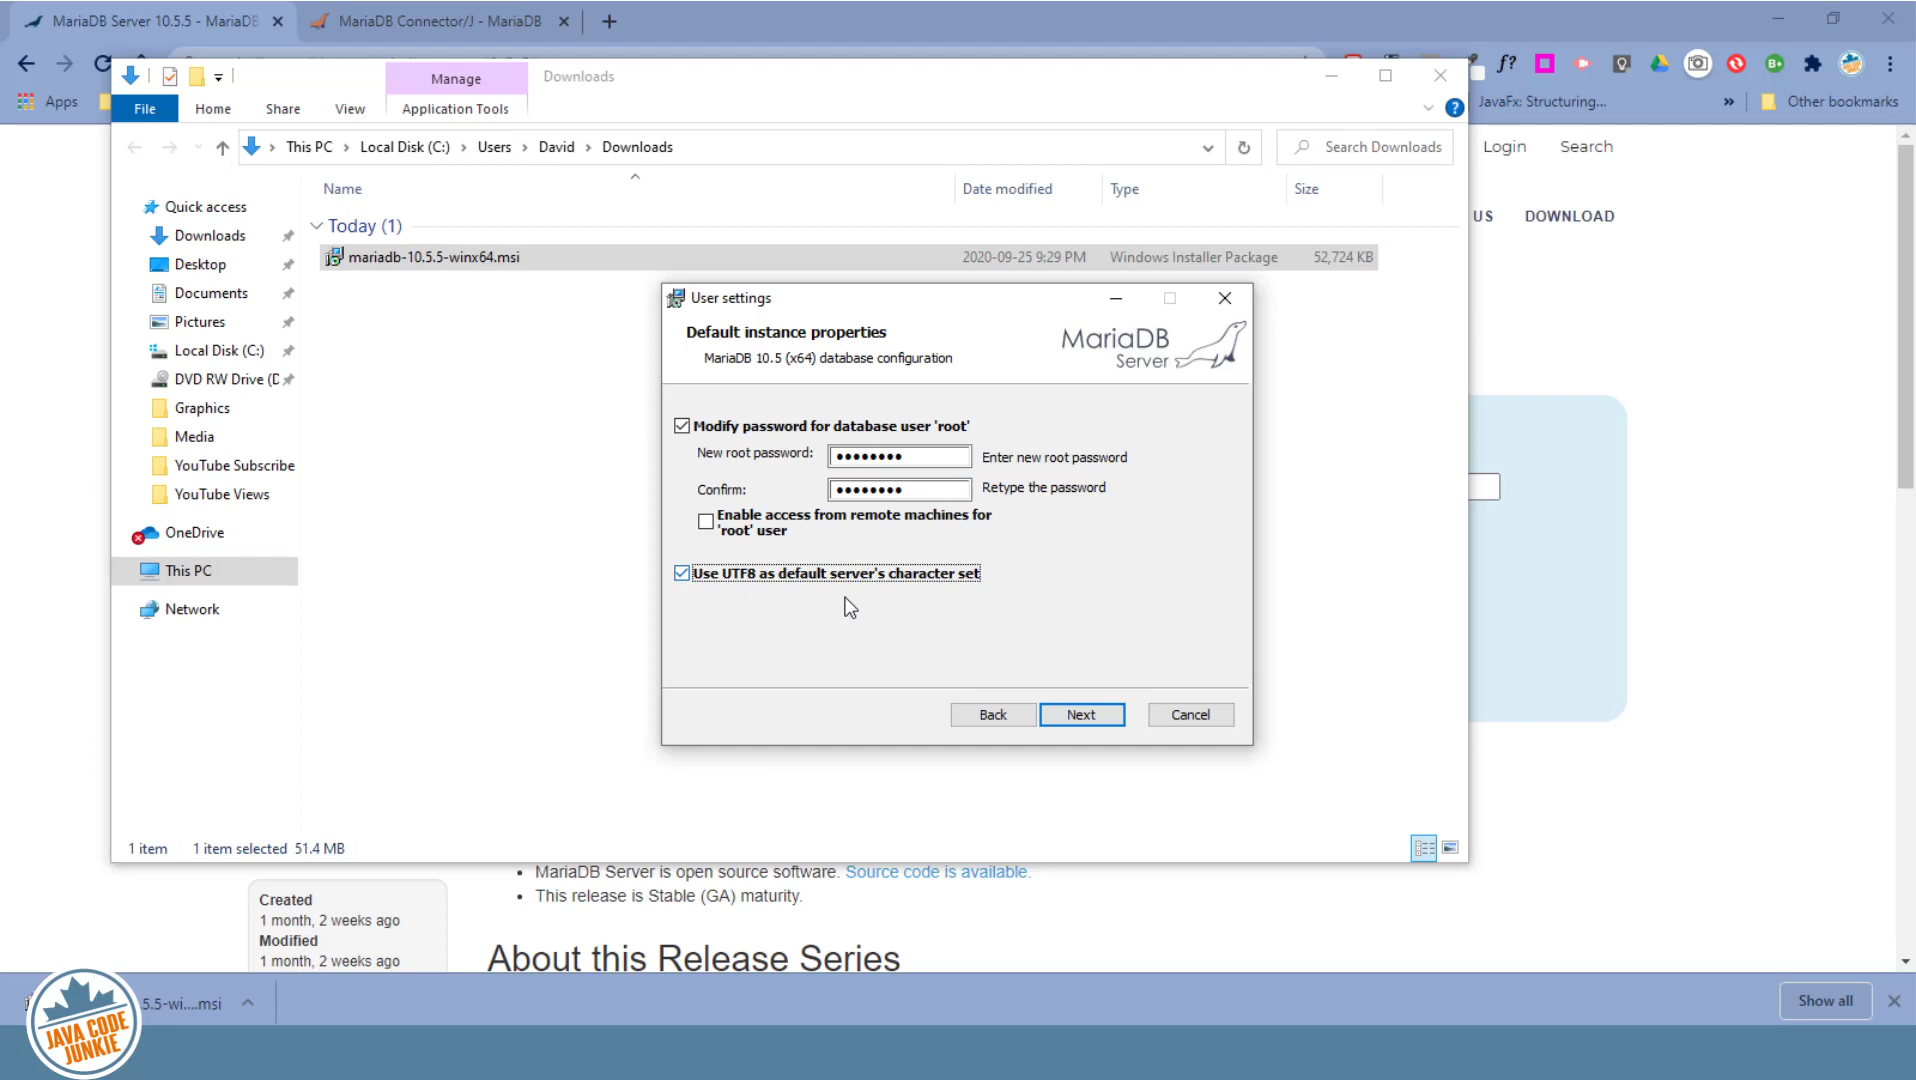 MariaDB Server 10.5.5 - MariaDB
MariaDB Connector/J - MariaDB
Apps
JavaFx: Structuring...
Other bookmarks
Manage
Downloads
File
Home
Share
View
Application Tools
This PC > Local Disk (C:) > Users > David > Downloads
Search Downloads
Login
Search
US
DOWNLOAD
Name
Date modified
Type
Size
Quick access
Downloads
Desktop
Documents
Pictures
Local Disk (C:)
DVD RW Drive (D
Graphics
Media
YouTube Subscribe
YouTube Views
OneDrive
This PC
Network
Today (1)
mariadb-10.5.5-winx64.msi
2020-09-25 9:29 PM
Windows Installer Package
52,724 KB
User settings
Default instance properties
MariaDB 10.5 (x64) database configuration
MariaDB
Server
Modify password for database user 'root'
New root password:
Enter new root password
Confirm:
Retype the password
Enable access from remote machines for
'root' user
Use UTF8 as default server's character set
Back
Next
Cancel
1 item
1 item selected 51.4 MB
MariaDB Server is open source software. Source code is available.
This release is Stable (GA) maturity.
Created
1 month, 2 weeks ago
Modified
1 month, 2 weeks ago
About this Release Series
5.5-wi....msi
Show all
JAVA CODE
JUNKIE